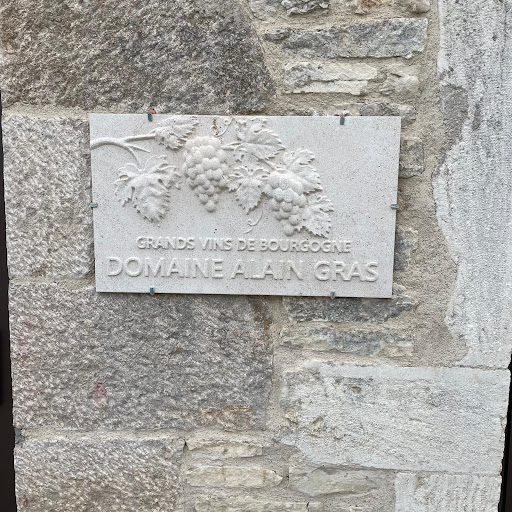 GRANDS VINS DE BOURGOGNE
DOMAINE ALAIN GRAS